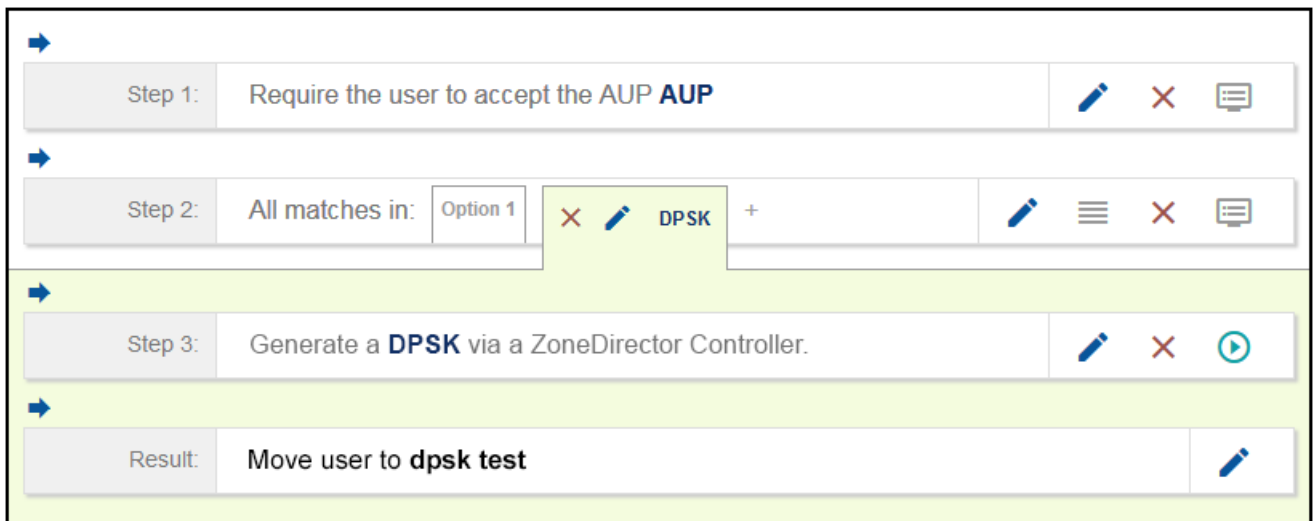 Step 1: Require the user to accept the AUP AUP
Step 2: All matches in: Option 1 DPSK +
Step 3: Generate a DPSK via a ZoneDirector Controller.
Result: Move user to dpsk test